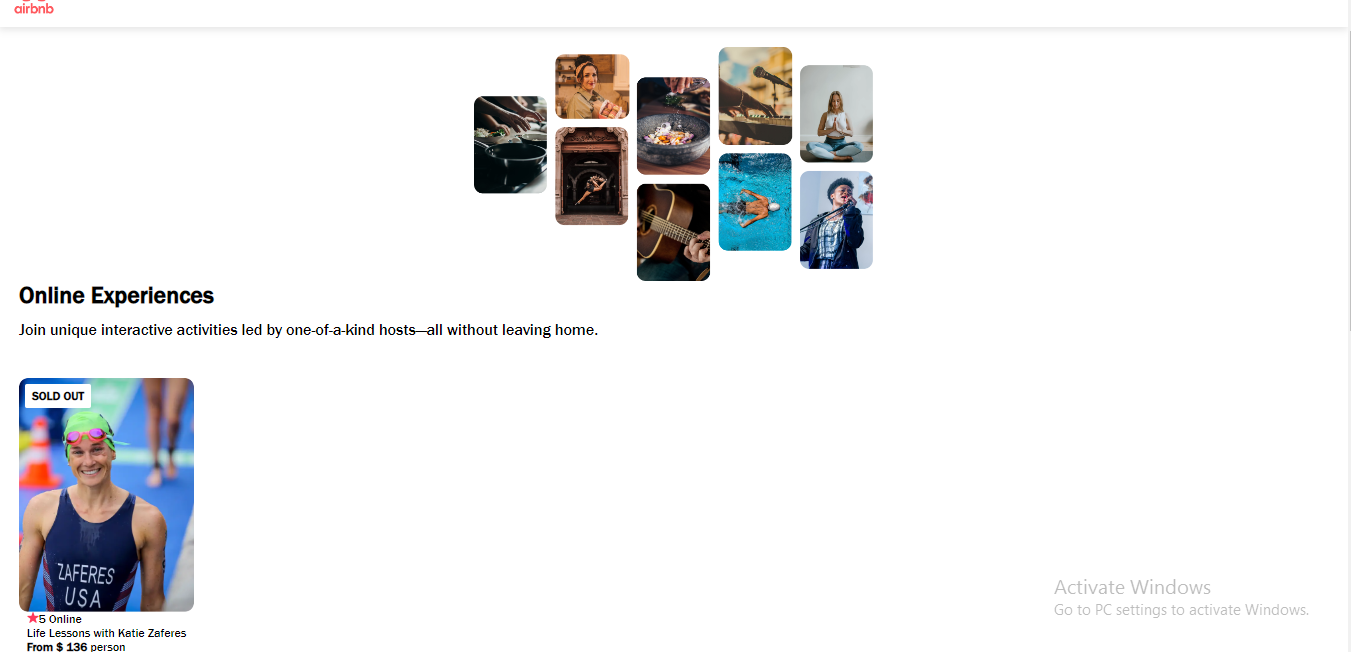 airbnb
Online Experiences
Join unique interactive activities led by one-of-a-kind hosts—all without leaving home.
SOLD OUT
ZAFERES
USA
5 Online
Life Lessons with Katie Zaferes
From $ 136 person
Activate Windows
Go to PC settings to activate Windows.